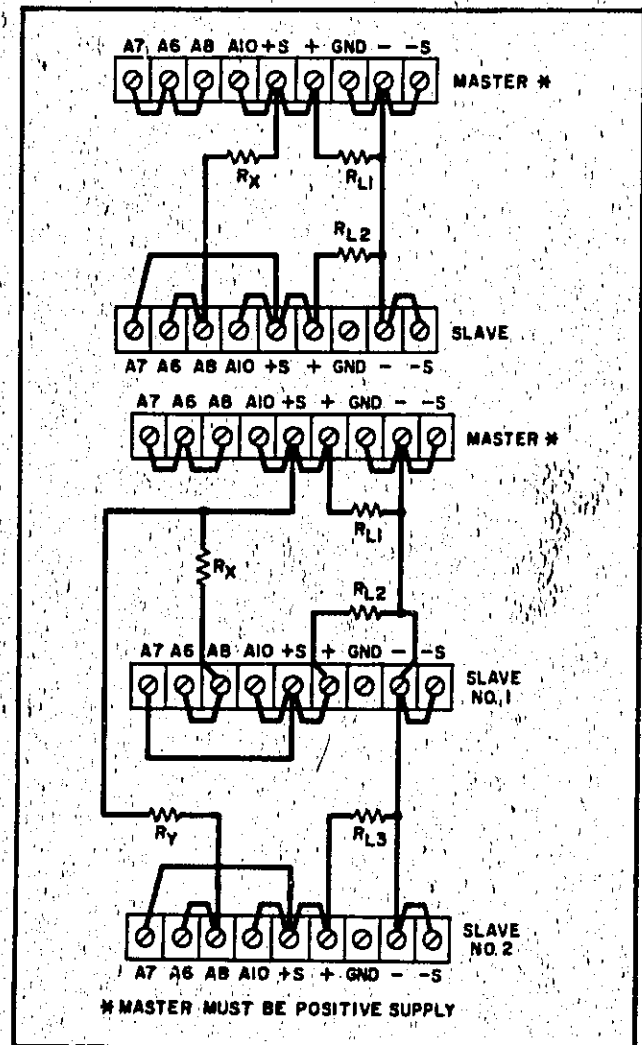 A7 A6 A8 A10 +S + GND - -S
MASTER *
RX
RL1
RL2
SLAVE
A7 A6 A8 A10 +S + GND - -S
A7 A6 A8 A10 +S + GND - -S
MASTER *
RL1
RX
RL2
A7 A6 A8 A10 +S + GND - -S
SLAVE
NO. 1
RY
RL3
SLAVE
NO. 2
A7 A6 A8 A10 +S + GND - -S
* MASTER MUST BE POSITIVE SUPPLY